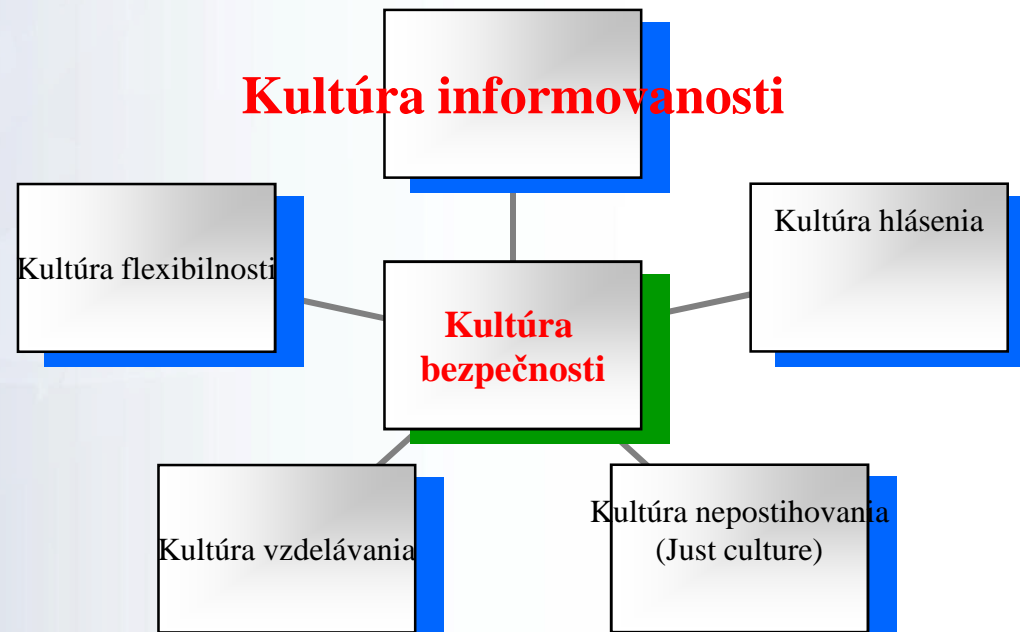 Kultúra informovanosti
Kultúra hlásenia
Kultúra flexibilnosti
Kultúra
bezpečnosti
Kultúra nepostihovania
(Just culture)
Kultúra vzdelávania